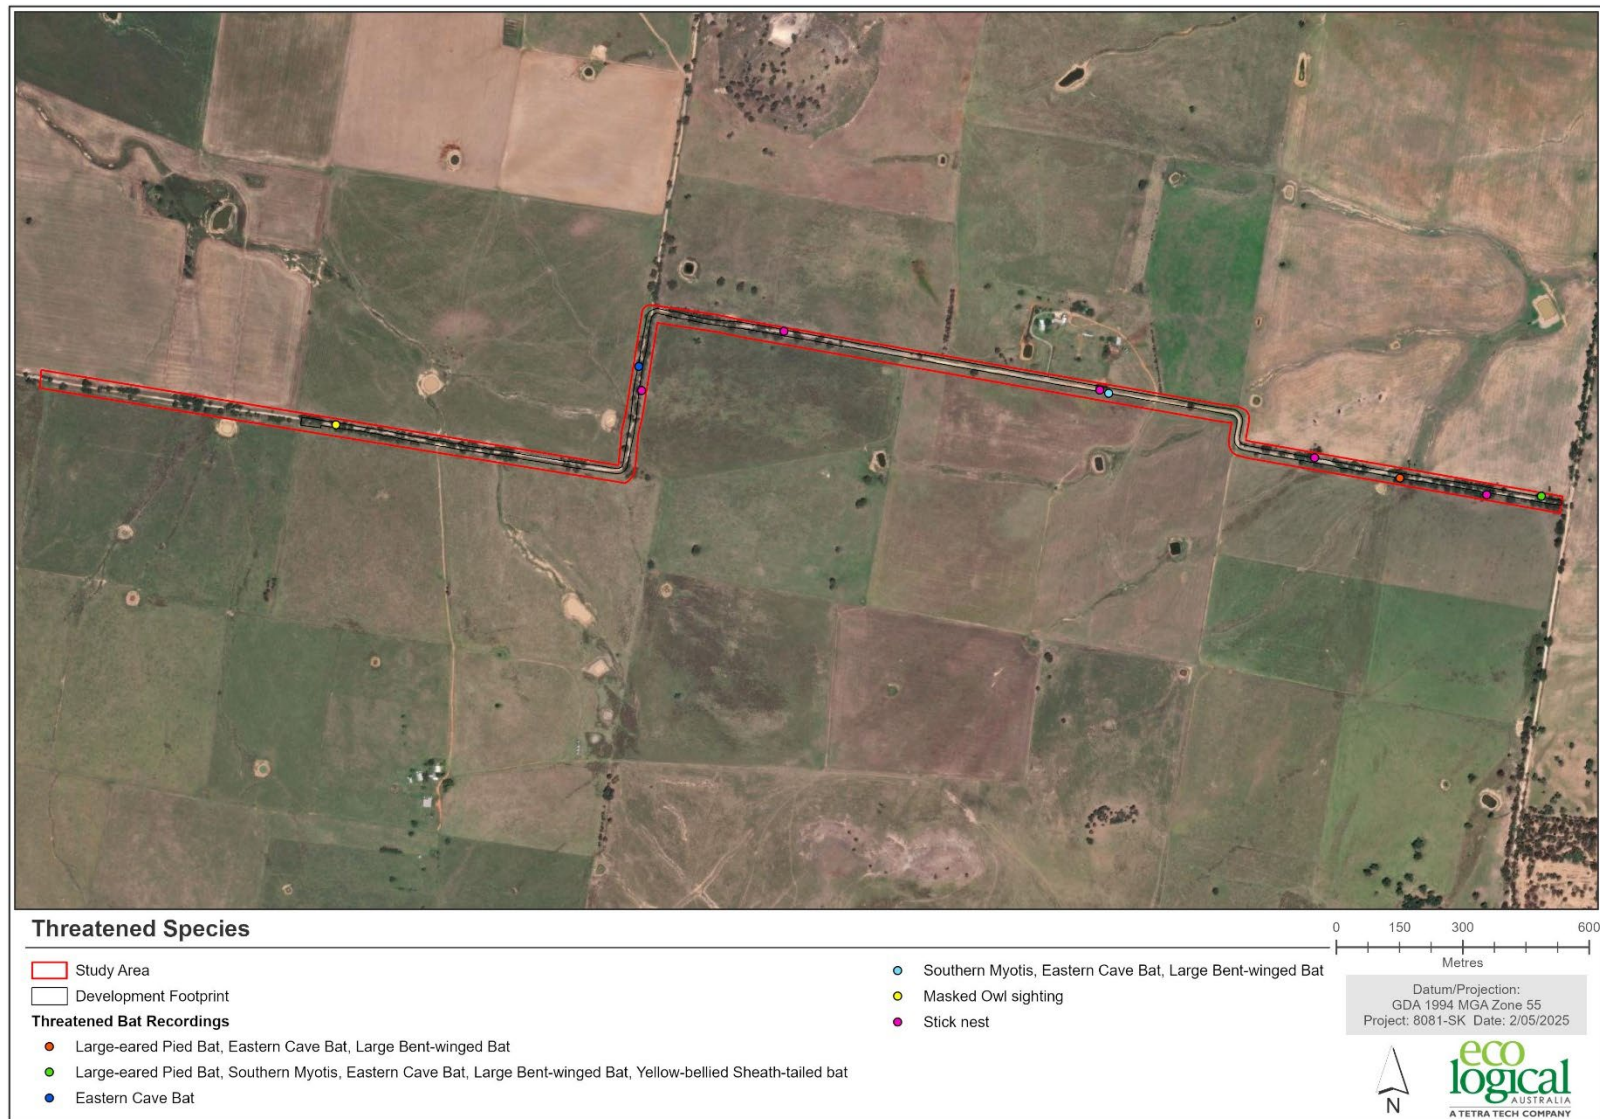 Threatened Species
Study Area
Development Footprint
Threatened Bat Recordings
Large-eared Pied Bat, Eastern Cave Bat, Large Bent-winged Bat
Large-eared Pied Bat, Southern Myotis, Eastern Cave Bat, Large Bent-winged Bat, Yellow-bellied Sheath-tailed bat
Eastern Cave Bat
Southern Myotis, Eastern Cave Bat, Large Bent-winged Bat
Masked Owl sighting
Stick nest
0 150 300 600
Metres
Datum/Projection:
GDA 1994 MGA Zone 55
Project: 8081-SK Date: 2/05/2025
N
eco
logical
AUSTRALIA
A TETRA TECH COMPANY